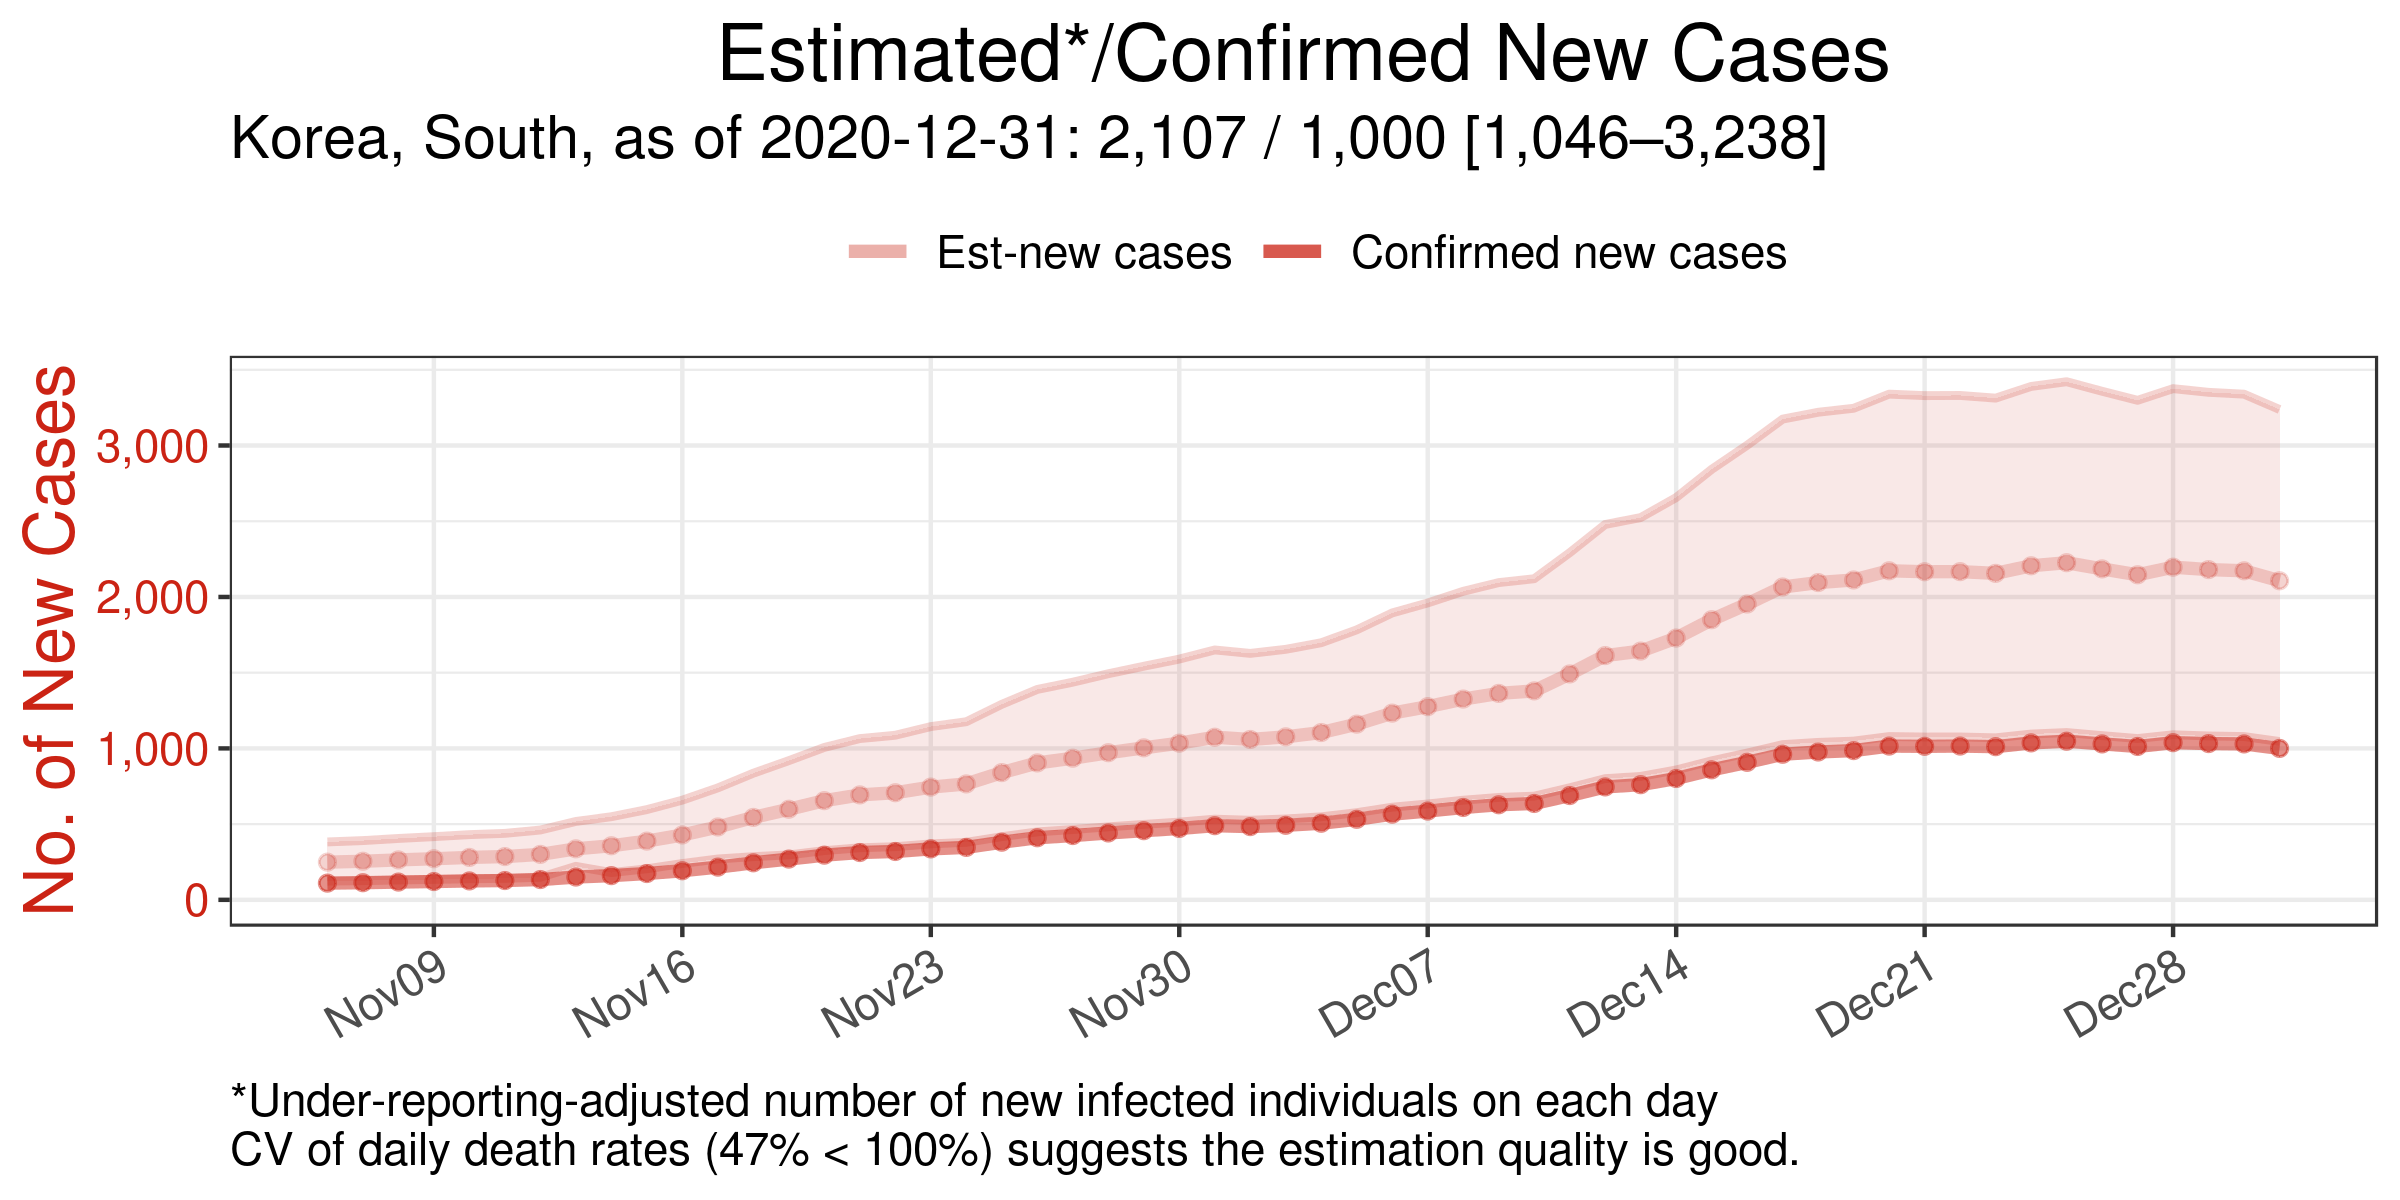 Estimated*/Confirmed New Cases
Korea, South, as of 2020-12-31: 2,107 / 1,000 [1,046–3,238]
Est-new cases Confirmed new cases
No. of New Cases
3,000
2,000
1,000
0
Nov09 Nov16 Nov23 Nov30 Dec07 Dec14 Dec21 Dec28
*Under-reporting-adjusted number of new infected individuals on each day
CV of daily death rates (47% < 100%) suggests the estimation quality is good.